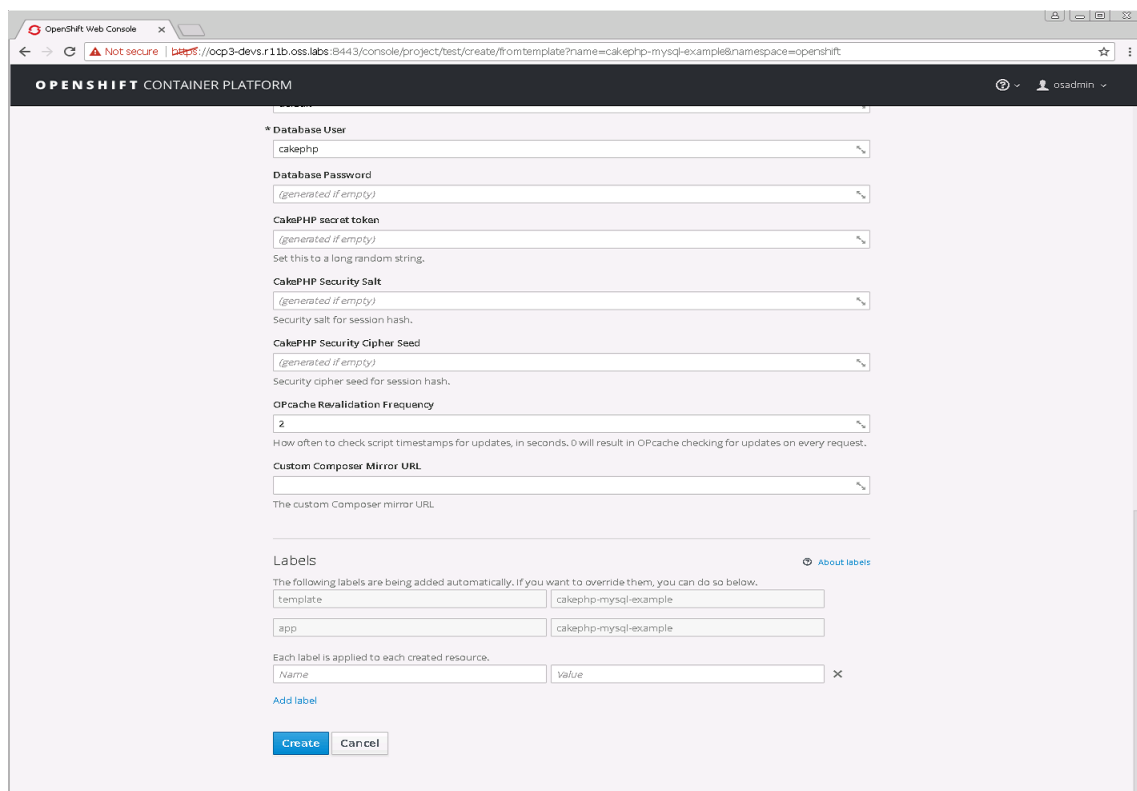 OpenShift Web Console
Not secure | https://ocp3-devs.r11b.oss.labs:8443/console/project/test/create/fromtemplate?name=cakephp-mysql-example&namespace=openshift
OPENSHIFT CONTAINER PLATFORM
osadmin
default
* Database User
cakephp
Database Password
(generated if empty)
CakePHP secret token
(generated if empty)
Set this to a long random string.
CakePHP Security Salt
(generated if empty)
Security salt for session hash.
CakePHP Security Cipher Seed
(generated if empty)
Security cipher seed for session hash.
OPcache Revalidation Frequency
2
How often to check script timestamps for updates, in seconds. 0 will result in OPcache checking for updates on every request.
Custom Composer Mirror URL
The custom Composer mirror URL
Labels
About labels
The following labels are being added automatically. If you want to override them, you can do so below.
template cakephp-mysql-example
app cakephp-mysql-example
Each label is applied to each created resource.
Name Value
Add label
Create Cancel